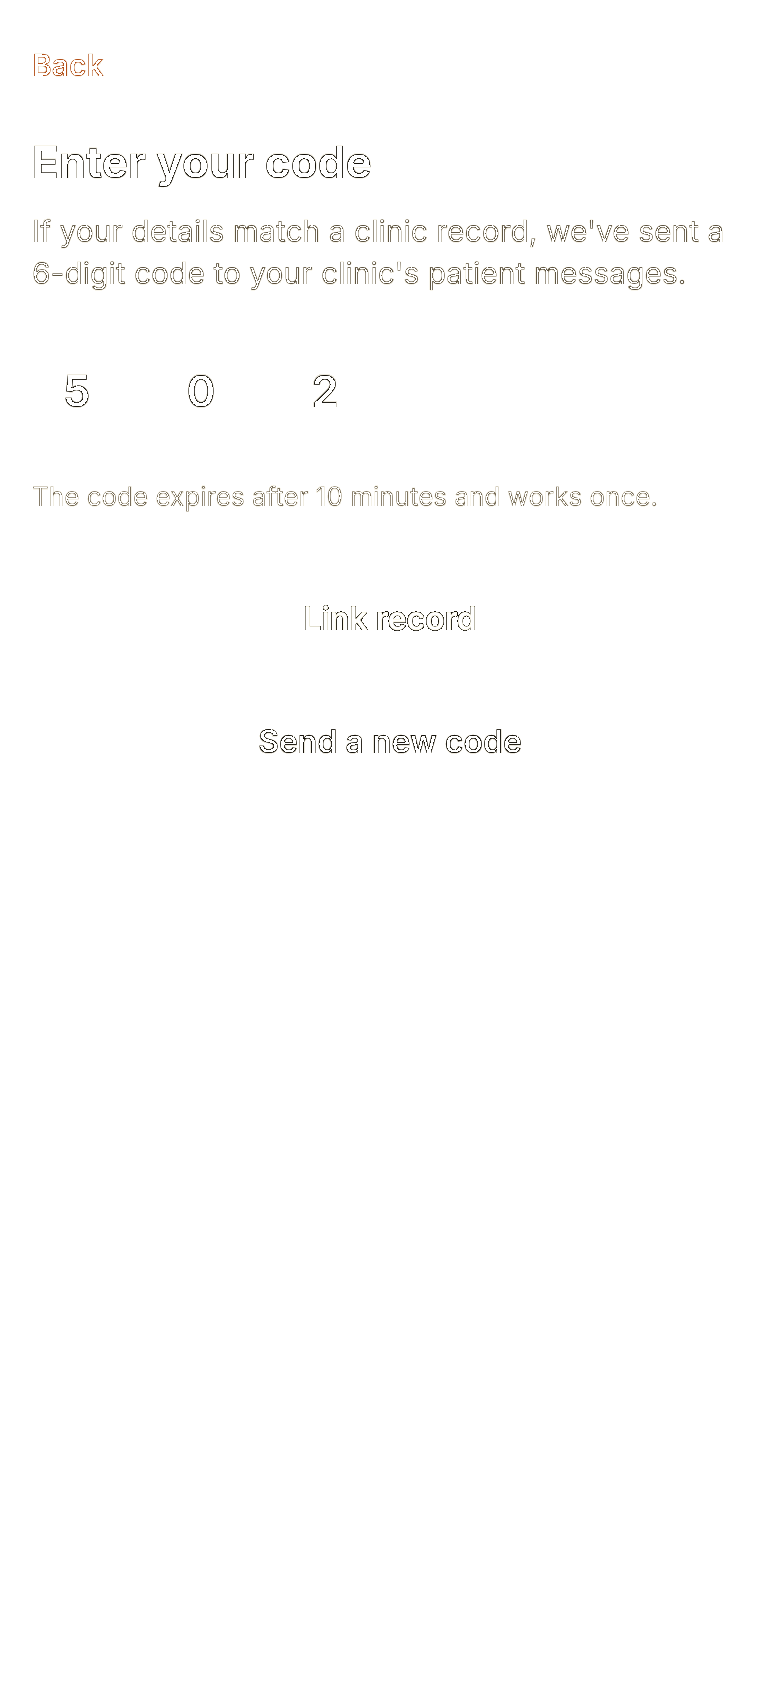 Back
Enter your code
If your details match a clinic record, we've sent a
6-digit code to your clinic's patient messages.
5 0 2
The code expires after 10 minutes and works once.
Link record
Send a new code